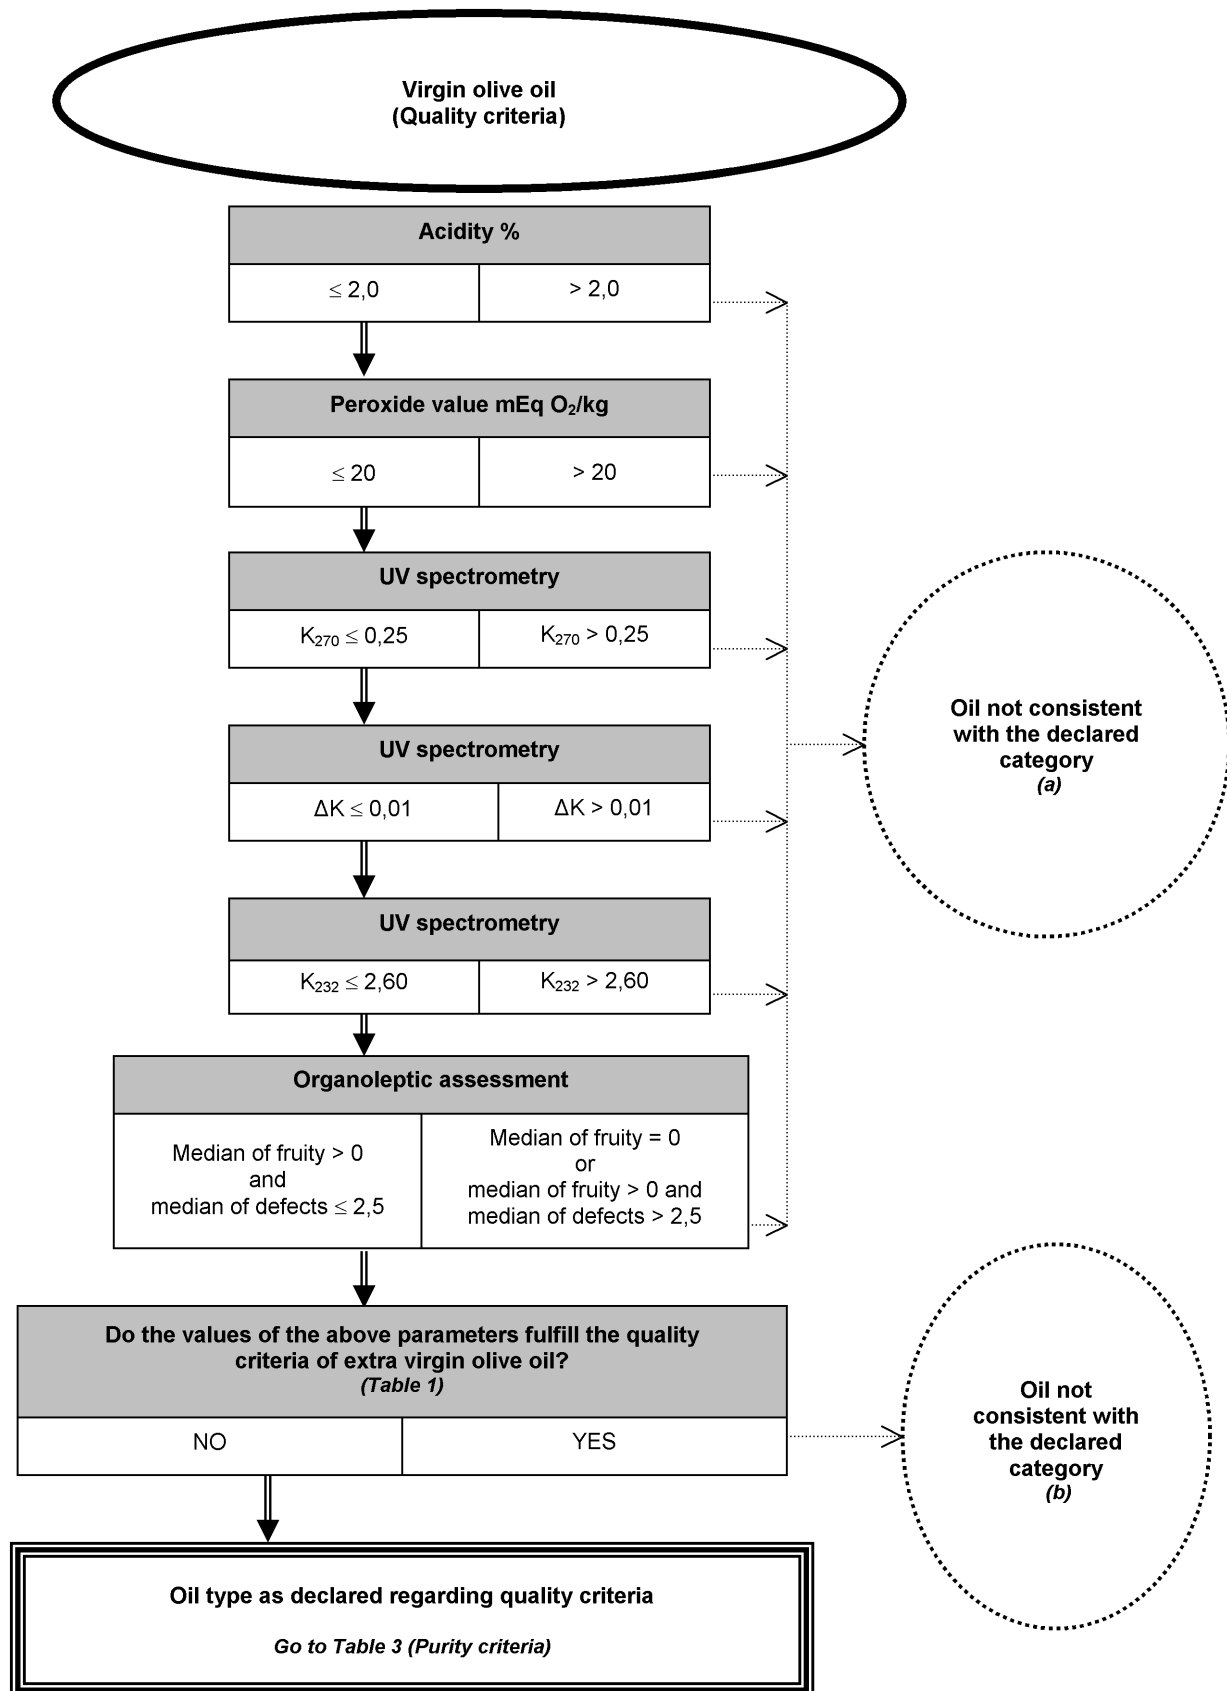 Virgin olive oil
(Quality criteria)
Acidity %
≤ 2,0
> 2,0
Peroxide value mEq O₂/kg
≤ 20
> 20
UV spectrometry
K₂₇₀ ≤ 0,25
K₂₇₀ > 0,25
UV spectrometry
ΔK ≤ 0,01
ΔK > 0,01
UV spectrometry
K₂₃₂ ≤ 2,60
K₂₃₂ > 2,60
Oil not consistent
with the declared
category
(a)
Organoleptic assessment
Median of fruity > 0
and
median of defects ≤ 2,5
Median of fruity = 0
or
median of fruity > 0 and
median of defects > 2,5
Do the values of the above parameters fulfill the quality
criteria of extra virgin olive oil?
(Table 1)
NO
YES
Oil not
consistent with
the declared
category
(b)
Oil type as declared regarding quality criteria
Go to Table 3 (Purity criteria)